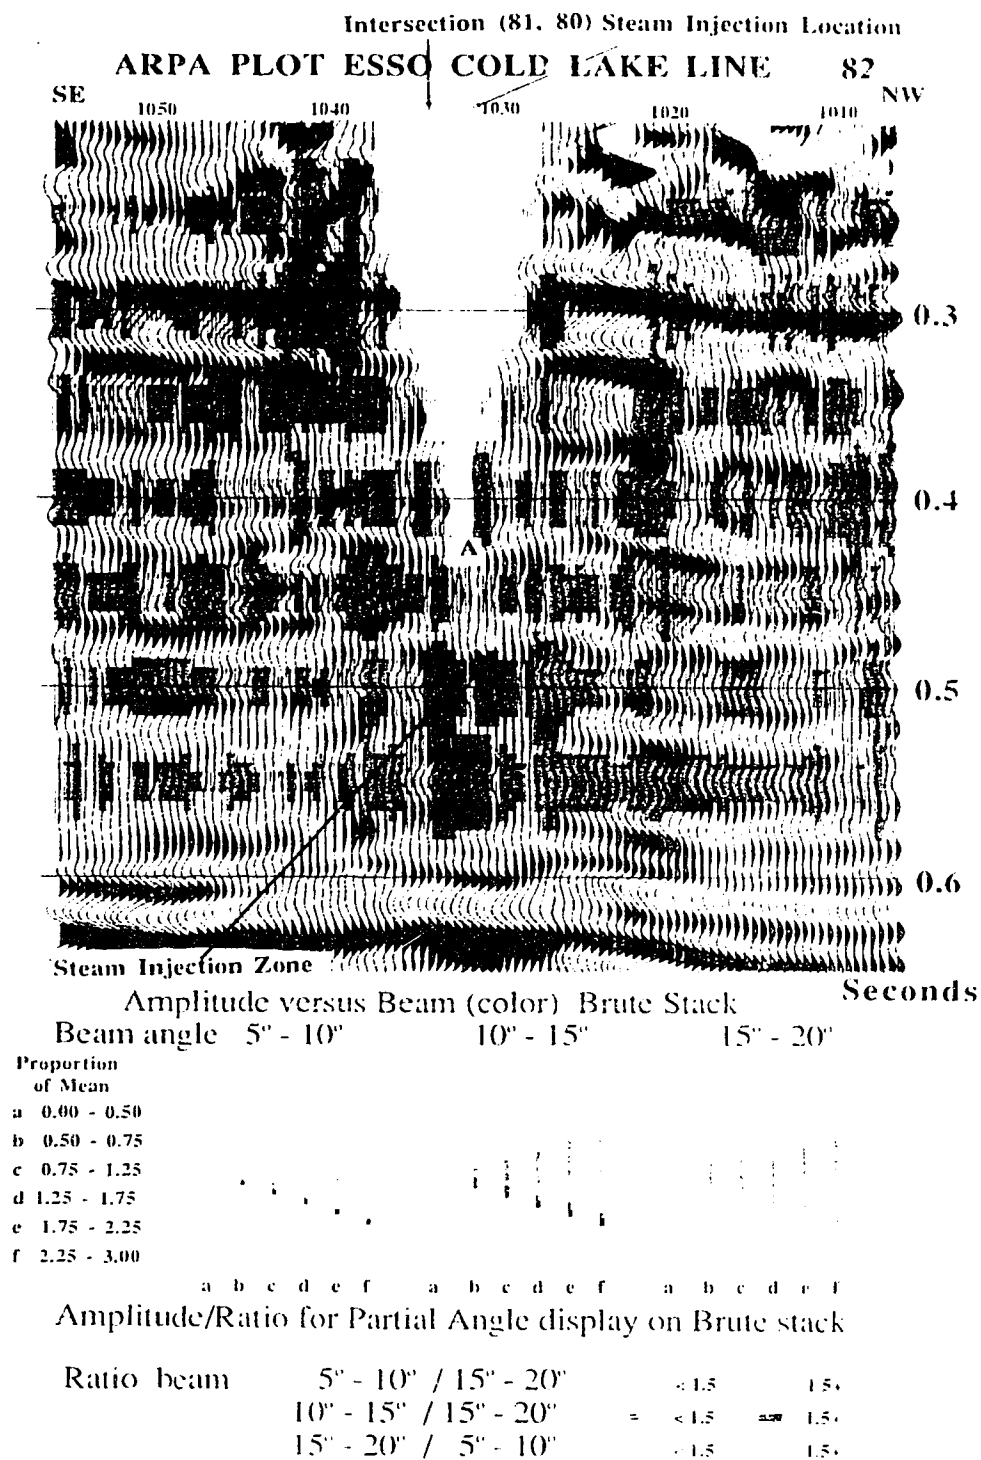 Intersection (81, 80) Steam Injection Location
ARPA PLOT ESSO COLD LAKE LINE 82
SE 1050 1040 1030 1020 1010 NW
0.3
0.4
A
0.5
0.6
Steam Injection Zone
Seconds
Amplitude versus Beam (color) Brute Stack
Beam angle 5° - 10° 10° - 15° 15° - 20°
Proportion
of Mean
a 0.00 - 0.50
b 0.50 - 0.75
c 0.75 - 1.25
d 1.25 - 1.75
e 1.75 - 2.25
f 2.25 - 3.00
a b c d e f a b c d e f a b c d e f
Amplitude/Ratio for Partial Angle display on Brute stack
Ratio beam 5° - 10° / 15° - 20° < 1.5 1.5+
10° - 15° / 15° - 20° = < 1.5 1.5+
15° - 20° / 5° - 10° < 1.5 1.5+